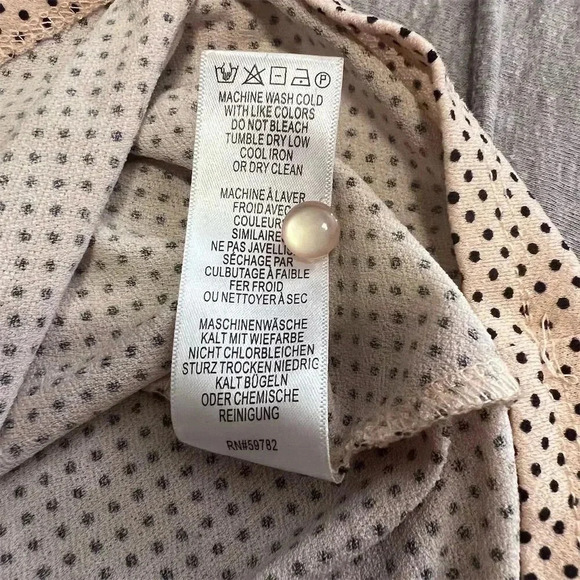 P
MACHINE WASH COLD
WITH LIKE COLORS
DO NOT BLEACH
TUMBLE DRY LOW
COOL IRON
OR DRY CLEAN
MACHINE À LAVER
FROID AVEC
COULEUR
SIMILAIRE
NE PAS JAVELLI
SÉCHAGE PAR
CULBUTAGE À FAIBLE
FER FROID
OU NETTOYER À SEC
MASCHINENWÄSCHE
KALT MIT WIEFARBE
NICHT CHLORBLEICHEN
STURZ TROCKEN NIEDRIG
KALT BÜGELN
ODER CHEMISCHE
REINIGUNG
RN#59782